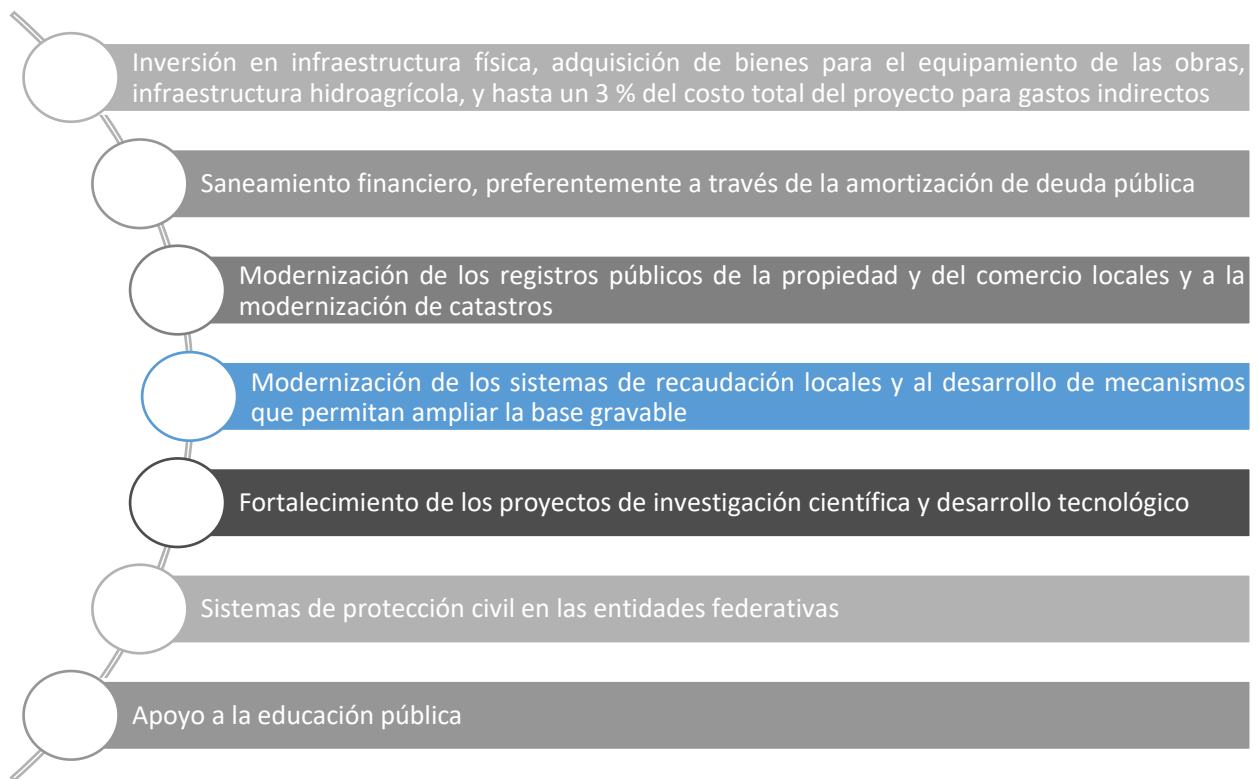 Inversión en infraestructura física, adquisición de bienes para el equipamiento de las obras,
infraestructura hidroagrícola, y hasta un 3 % del costo total del proyecto para gastos indirectos
Saneamiento financiero, preferentemente a través de la amortización de deuda pública
Modernización de los registros públicos de la propiedad y del comercio locales y a la
modernización de catastros
Modernización de los sistemas de recaudación locales y al desarrollo de mecanismos
que permitan ampliar la base gravable
Fortalecimiento de los proyectos de investigación científica y desarrollo tecnológico
Sistemas de protección civil en las entidades federativas
Apoyo a la educación pública